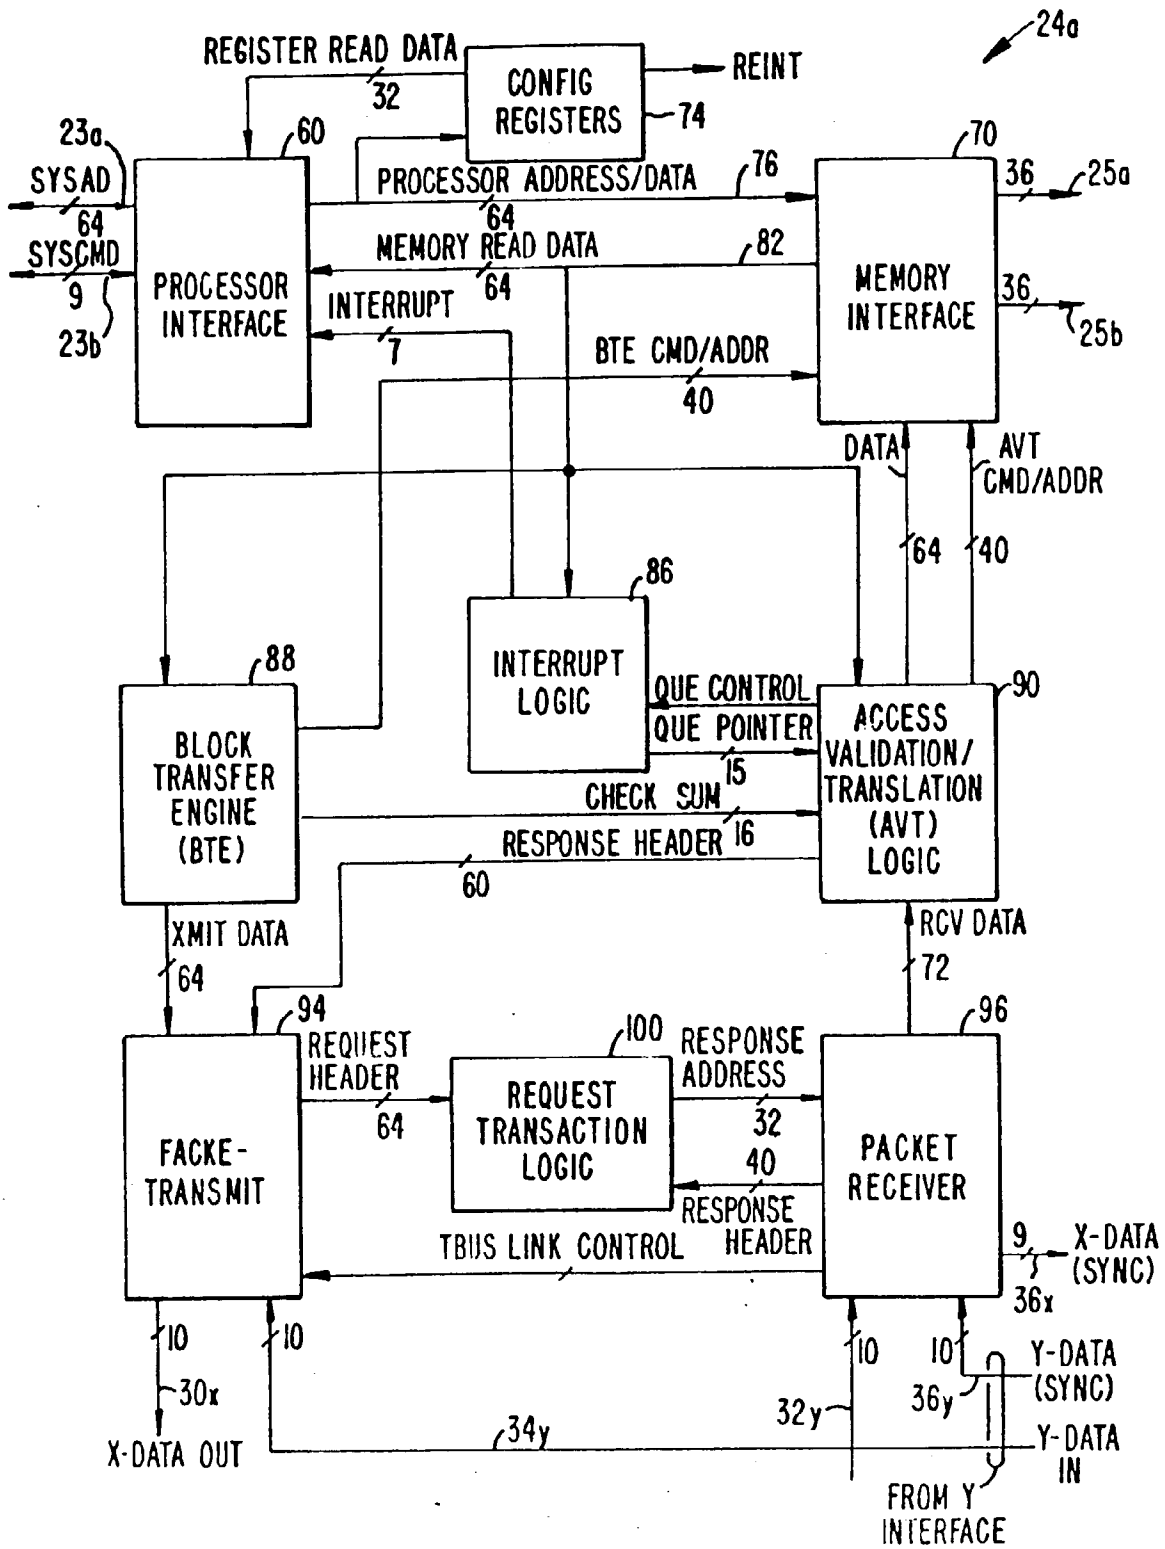 24a
REGISTER READ DATA
32
CONFIG
REGISTERS
REINT
74
23a
60
70
SYSAD
64
PROCESSOR ADDRESS/DATA
76
64
36
25a
SYSCMD
9
23b
MEMORY READ DATA
82
64
PROCESSOR
INTERFACE
MEMORY
INTERFACE
36
25b
INTERRUPT
7
BTE CMD/ADDR
40
DATA
AVT
CMD/ADDR
64
40
86
INTERRUPT
LOGIC
88
90
QUE CONTROL
QUE POINTER
15
BLOCK
TRANSFER
ENGINE
(BTE)
ACCESS
VALIDATION/
TRANSLATION
(AVT)
LOGIC
CHECK SUM
16
RESPONSE HEADER
60
XMIT DATA
64
RCV DATA
72
94
96
REQUEST
HEADER
64
100
REQUEST
TRANSACTION
LOGIC
RESPONSE
ADDRESS
32
FACKE-
TRANSMIT
PACKET
RECEIVER
40
RESPONSE
HEADER
TBUS LINK CONTROL
9
X-DATA
(SYNC)
36x
10
10
10
10
30x
X-DATA OUT
34y
32y
36y
Y-DATA
(SYNC)
Y-DATA
IN
FROM Y
INTERFACE